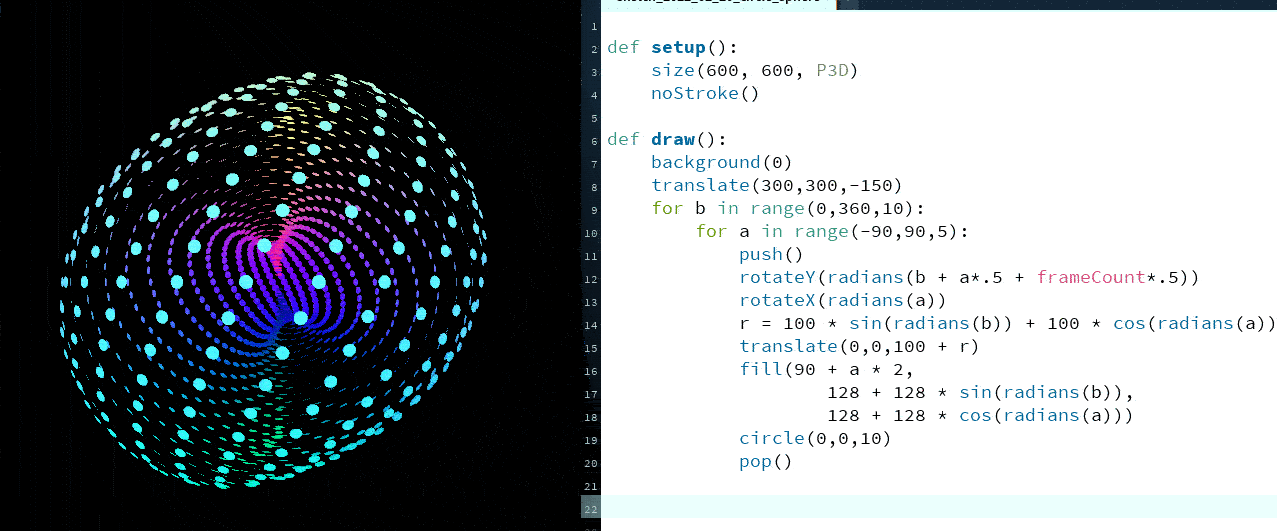 1
2 def setup():
3 size(600, 600, P3D)
4 noStroke()
5
6 def draw():
7 background(0)
8 translate(300,300,-150)
9 for b in range(0,360,10):
10 for a in range(-90,90,5):
11 push()
12 rotateY(radians(b + a*.5 + frameCount*.5))
13 rotateX(radians(a))
14 r = 100 * sin(radians(b)) + 100 * cos(radians(a))
15 translate(0,0,100 + r)
16 fill(90 + a * 2,
17 128 + 128 * sin(radians(b)),
18 128 + 128 * cos(radians(a)))
19 circle(0,0,10)
20 pop()
21
22